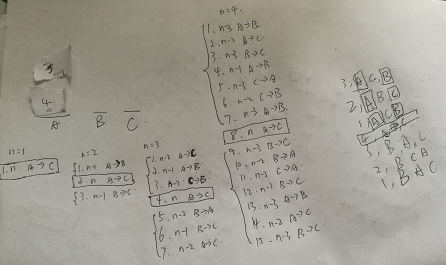 n=4
1. n-3 A→B
2. n-2 A→C
3. n-3 B→C
4. n-1 A→B
5. n-3 C→A
6. n-2 C→B
7. n-3 A→B
8. n A→C
9. n-3 B→C
10. n-2 B→A
11. n-3 C→A
12. n-1 B→C
13. n-3 A→B
14. n-2 A→C
15. n-3 B→C
4
n
A B C
n=1
1. n A→C
n=2
1. n-1 A→B
2. n A→C
3. n-1 B→C
n=3
1. n-2 A→C
2. n-1 A→B
3. n-2 C→B
4. n A→C
5. n-2 B→A
6. n-1 B→C
7. n-2 A→C
3, A C, B
2, A B C
1, A C B
3, B A, C
2, B C A
1, B A C